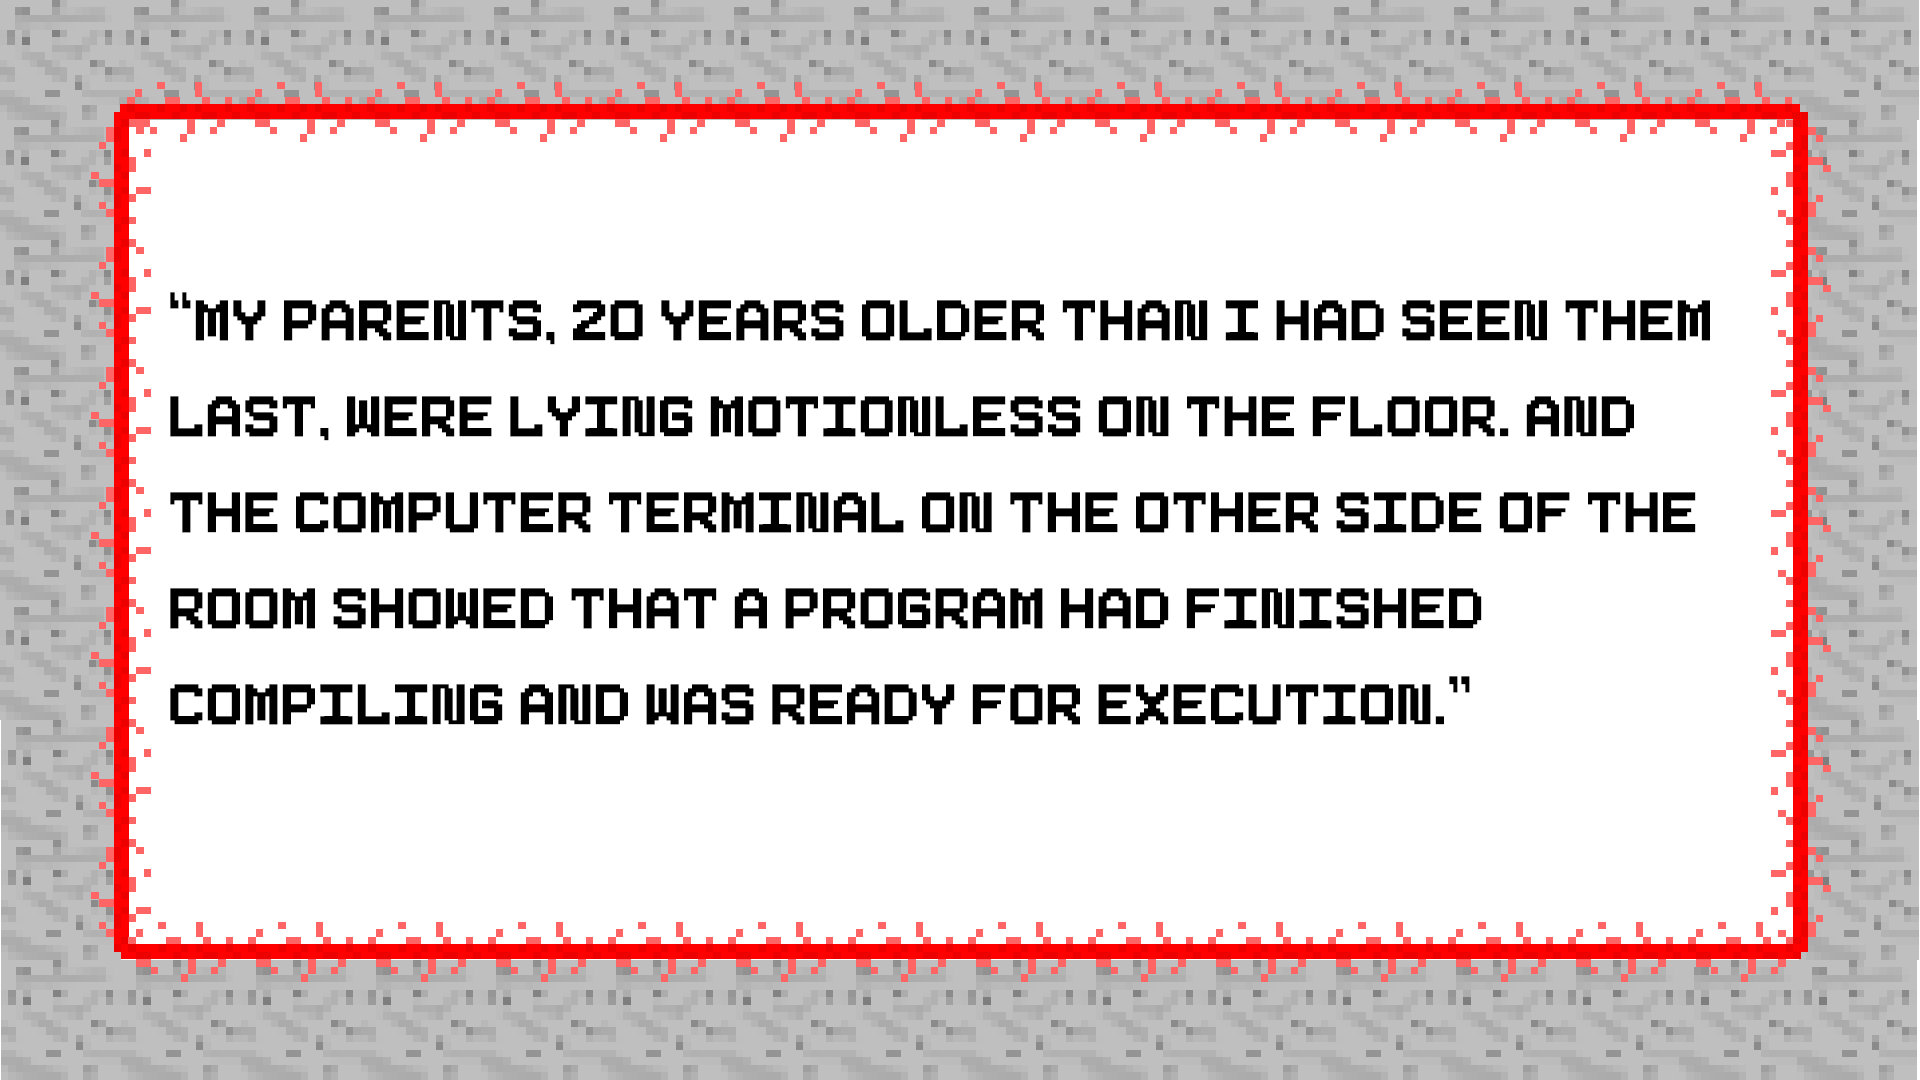 “MY PARENTS, 20 YEARS OLDER THAN I HAD SEEN THEM
LAST, WERE LYING MOTIONLESS ON THE FLOOR. AND
THE COMPUTER TERMINAL ON THE OTHER SIDE OF THE
ROOM SHOWED THAT A PROGRAM HAD FINISHED
COMPILING AND WAS READY FOR EXECUTION.”